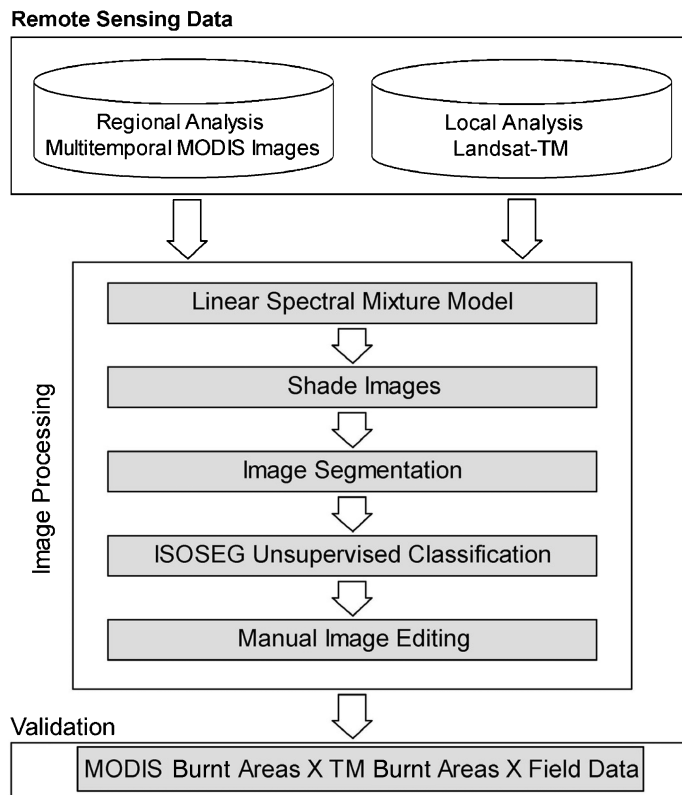 Remote Sensing Data
Regional Analysis
Multitemporal MODIS Images
Local Analysis
Landsat-TM
Image Processing
Linear Spectral Mixture Model
Shade Images
Image Segmentation
ISOSEG Unsupervised Classification
Manual Image Editing
Validation
MODIS Burnt Areas X TM Burnt Areas X Field Data